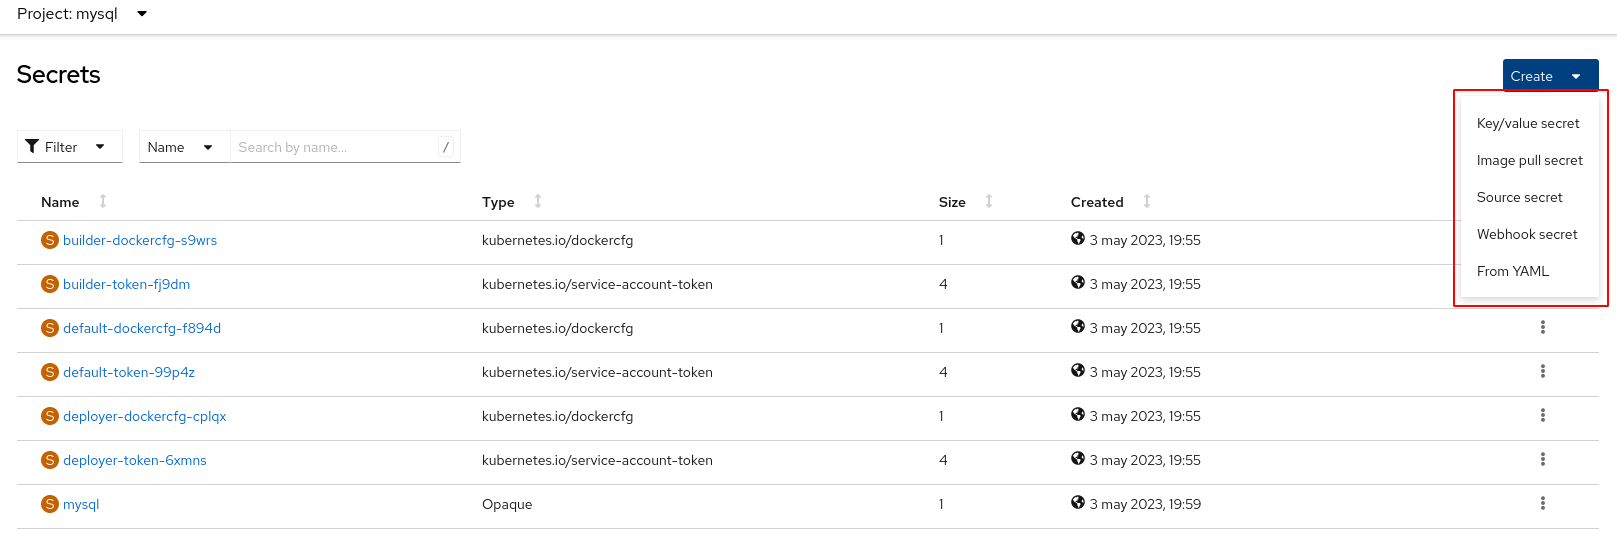 Project: mysql
Secrets
Create
Key/value secret
Image pull secret
Source secret
Webhook secret
From YAML
Filter Name Search by name... /
Name Type Size Created
S builder-dockercfg-s9wrs kubernetes.io/dockercfg 1 3 may 2023, 19:55
S builder-token-fj9dm kubernetes.io/service-account-token 4 3 may 2023, 19:55
S default-dockercfg-f894d kubernetes.io/dockercfg 1 3 may 2023, 19:55
S default-token-99p4z kubernetes.io/service-account-token 4 3 may 2023, 19:55
S deployer-dockercfg-cplqx kubernetes.io/dockercfg 1 3 may 2023, 19:55
S deployer-token-6xmns kubernetes.io/service-account-token 4 3 may 2023, 19:55
S mysql Opaque 1 3 may 2023, 19:59